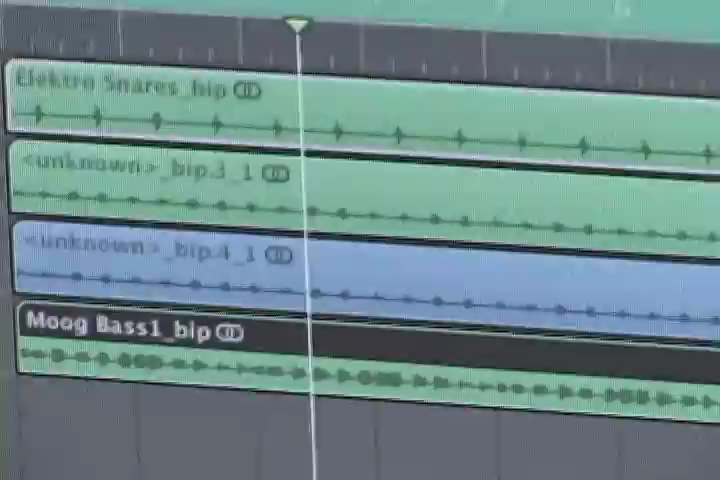 Elektro Snares_bip
<unknown>_bip.3_1
<unknown>_bip.4_1
Moog Bass1_bip